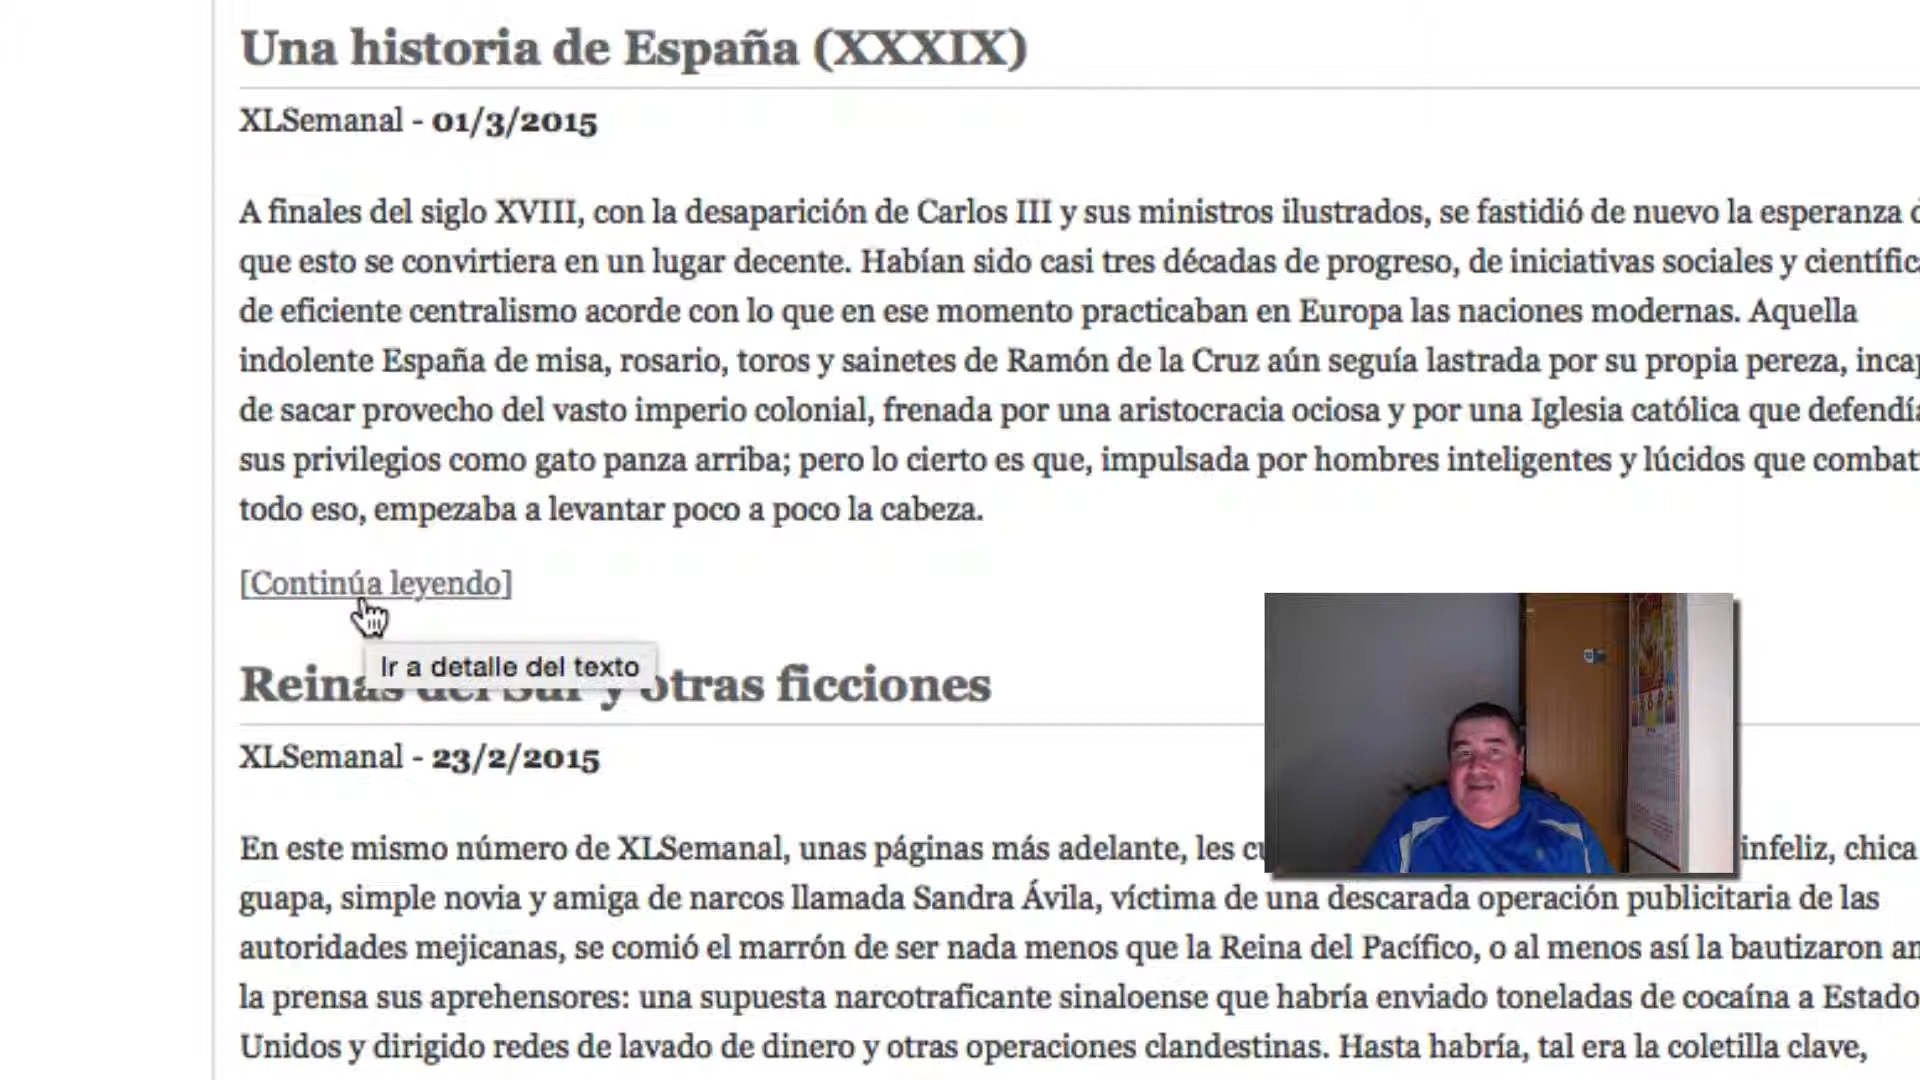 Una historia de España (XXXIX)
XLSemanal - 01/3/2015
A finales del siglo XVIII, con la desaparición de Carlos III y sus ministros ilustrados, se fastidió de nuevo la esperanza
que esto se convirtiera en un lugar decente. Habían sido casi tres décadas de progreso, de iniciativas sociales y científic
de eficiente centralismo acorde con lo que en ese momento practicaban en Europa las naciones modernas. Aquella
indolente España de misa, rosario, toros y sainetes de Ramón de la Cruz aún seguía lastrada por su propia pereza, incap
de sacar provecho del vasto imperio colonial, frenada por una aristocracia ociosa y por una Iglesia católica que defendía
sus privilegios como gato panza arriba; pero lo cierto es que, impulsada por hombres inteligentes y lúcidos que combat
todo eso, empezaba a levantar poco a poco la cabeza.
[Continúa leyendo]
Ir a detalle del texto
Reinas del Sur y otras ficciones
XLSemanal - 23/2/2015
En este mismo número de XLSemanal, unas páginas más adelante, les cu infeliz, chica
guapa, simple novia y amiga de narcos llamada Sandra Ávila, víctima de una descarada operación publicitaria de las
autoridades mejicanas, se comió el marrón de ser nada menos que la Reina del Pacífico, o al menos así la bautizaron an
la prensa sus aprehensores: una supuesta narcotraficante sinaloense que habría enviado toneladas de cocaína a Estado
Unidos y dirigido redes de lavado de dinero y otras operaciones clandestinas. Hasta habría, tal era la coletilla clave,